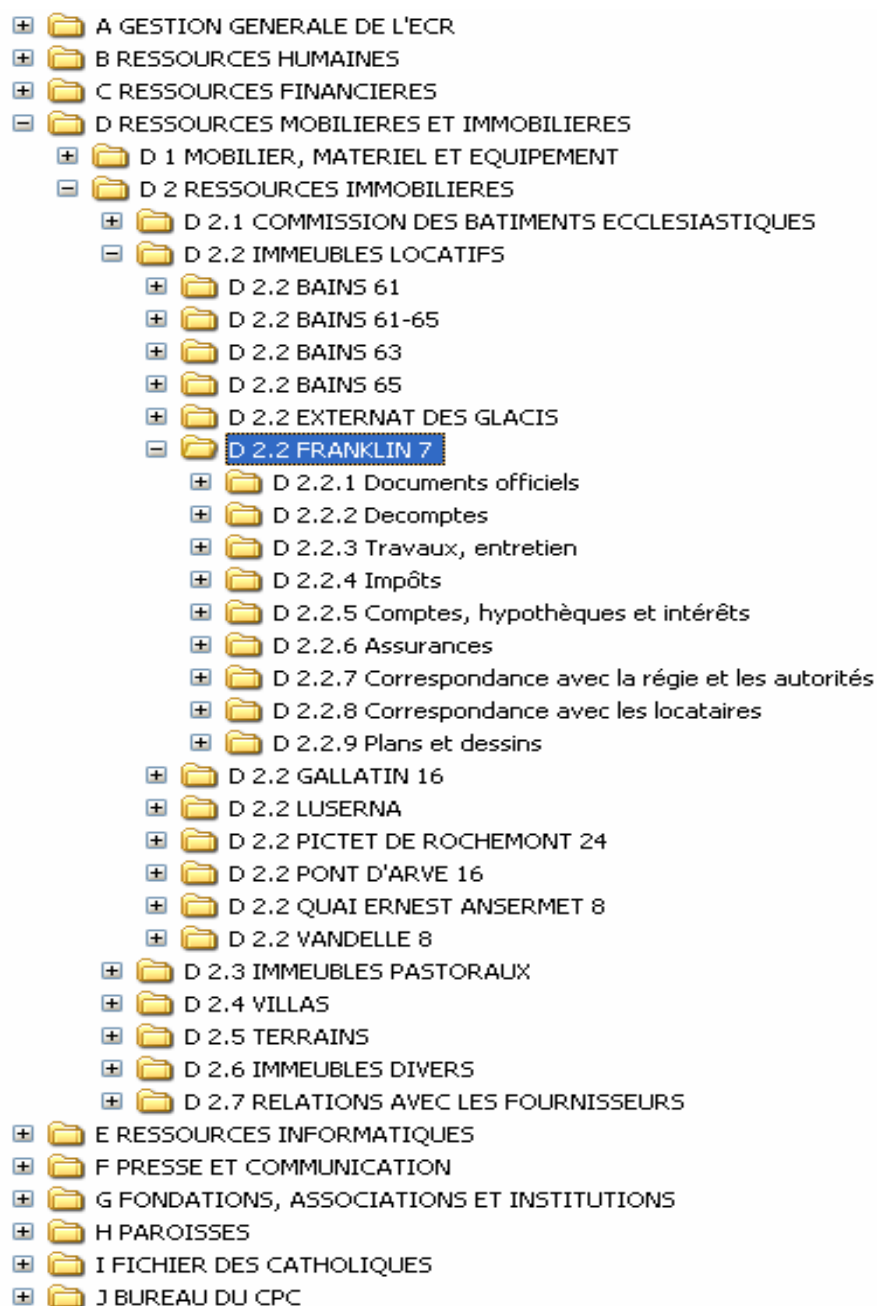 A GESTION GENERALE DE L'ECR
B RESSOURCES HUMAINES
C RESSOURCES FINANCIERES
D RESSOURCES MOBILIERES ET IMMOBILIERES
D 1 MOBILIER, MATERIEL ET EQUIPEMENT
D 2 RESSOURCES IMMOBILIERES
D 2.1 COMMISSION DES BATIMENTS ECCLESIASTIQUES
D 2.2 IMMEUBLES LOCATIFS
D 2.2 BAINS 61
D 2.2 BAINS 61-65
D 2.2 BAINS 63
D 2.2 BAINS 65
D 2.2 EXTERNAT DES GLACIS
D 2.2 FRANKLIN 7
D 2.2.1 Documents officiels
D 2.2.2 Decomptes
D 2.2.3 Travaux, entretien
D 2.2.4 Impôts
D 2.2.5 Comptes, hypothèques et intérêts
D 2.2.6 Assurances
D 2.2.7 Correspondance avec la régie et les autorités
D 2.2.8 Correspondance avec les locataires
D 2.2.9 Plans et dessins
D 2.2 GALLATIN 16
D 2.2 LUSERNA
D 2.2 PICTET DE ROCHEMONT 24
D 2.2 PONT D'ARVE 16
D 2.2 QUAI ERNEST ANSERMET 8
D 2.2 VANDELLE 8
D 2.3 IMMEUBLES PASTORAUX
D 2.4 VILLAS
D 2.5 TERRAINS
D 2.6 IMMEUBLES DIVERS
D 2.7 RELATIONS AVEC LES FOURNISSEURS
E RESSOURCES INFORMATIQUES
F PRESSE ET COMMUNICATION
G FONDATIONS, ASSOCIATIONS ET INSTITUTIONS
H PAROISSES
I FICHIER DES CATHOLIQUES
J BUREAU DU CPC